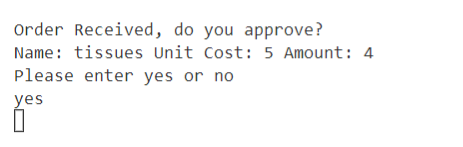 Order Received, do you approve?
Name: tissues Unit Cost: 5 Amount: 4
Please enter yes or no
yes